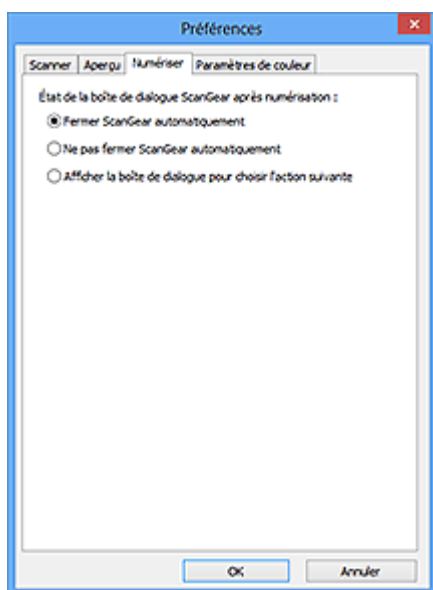 Préférences
Scanner Aperçu Numériser Paramètres de couleur
État de la boîte de dialogue ScanGear après numérisation :
Fermer ScanGear automatiquement
Ne pas fermer ScanGear automatiquement
Afficher la boîte de dialogue pour choisir l'action suivante
OK Annuler